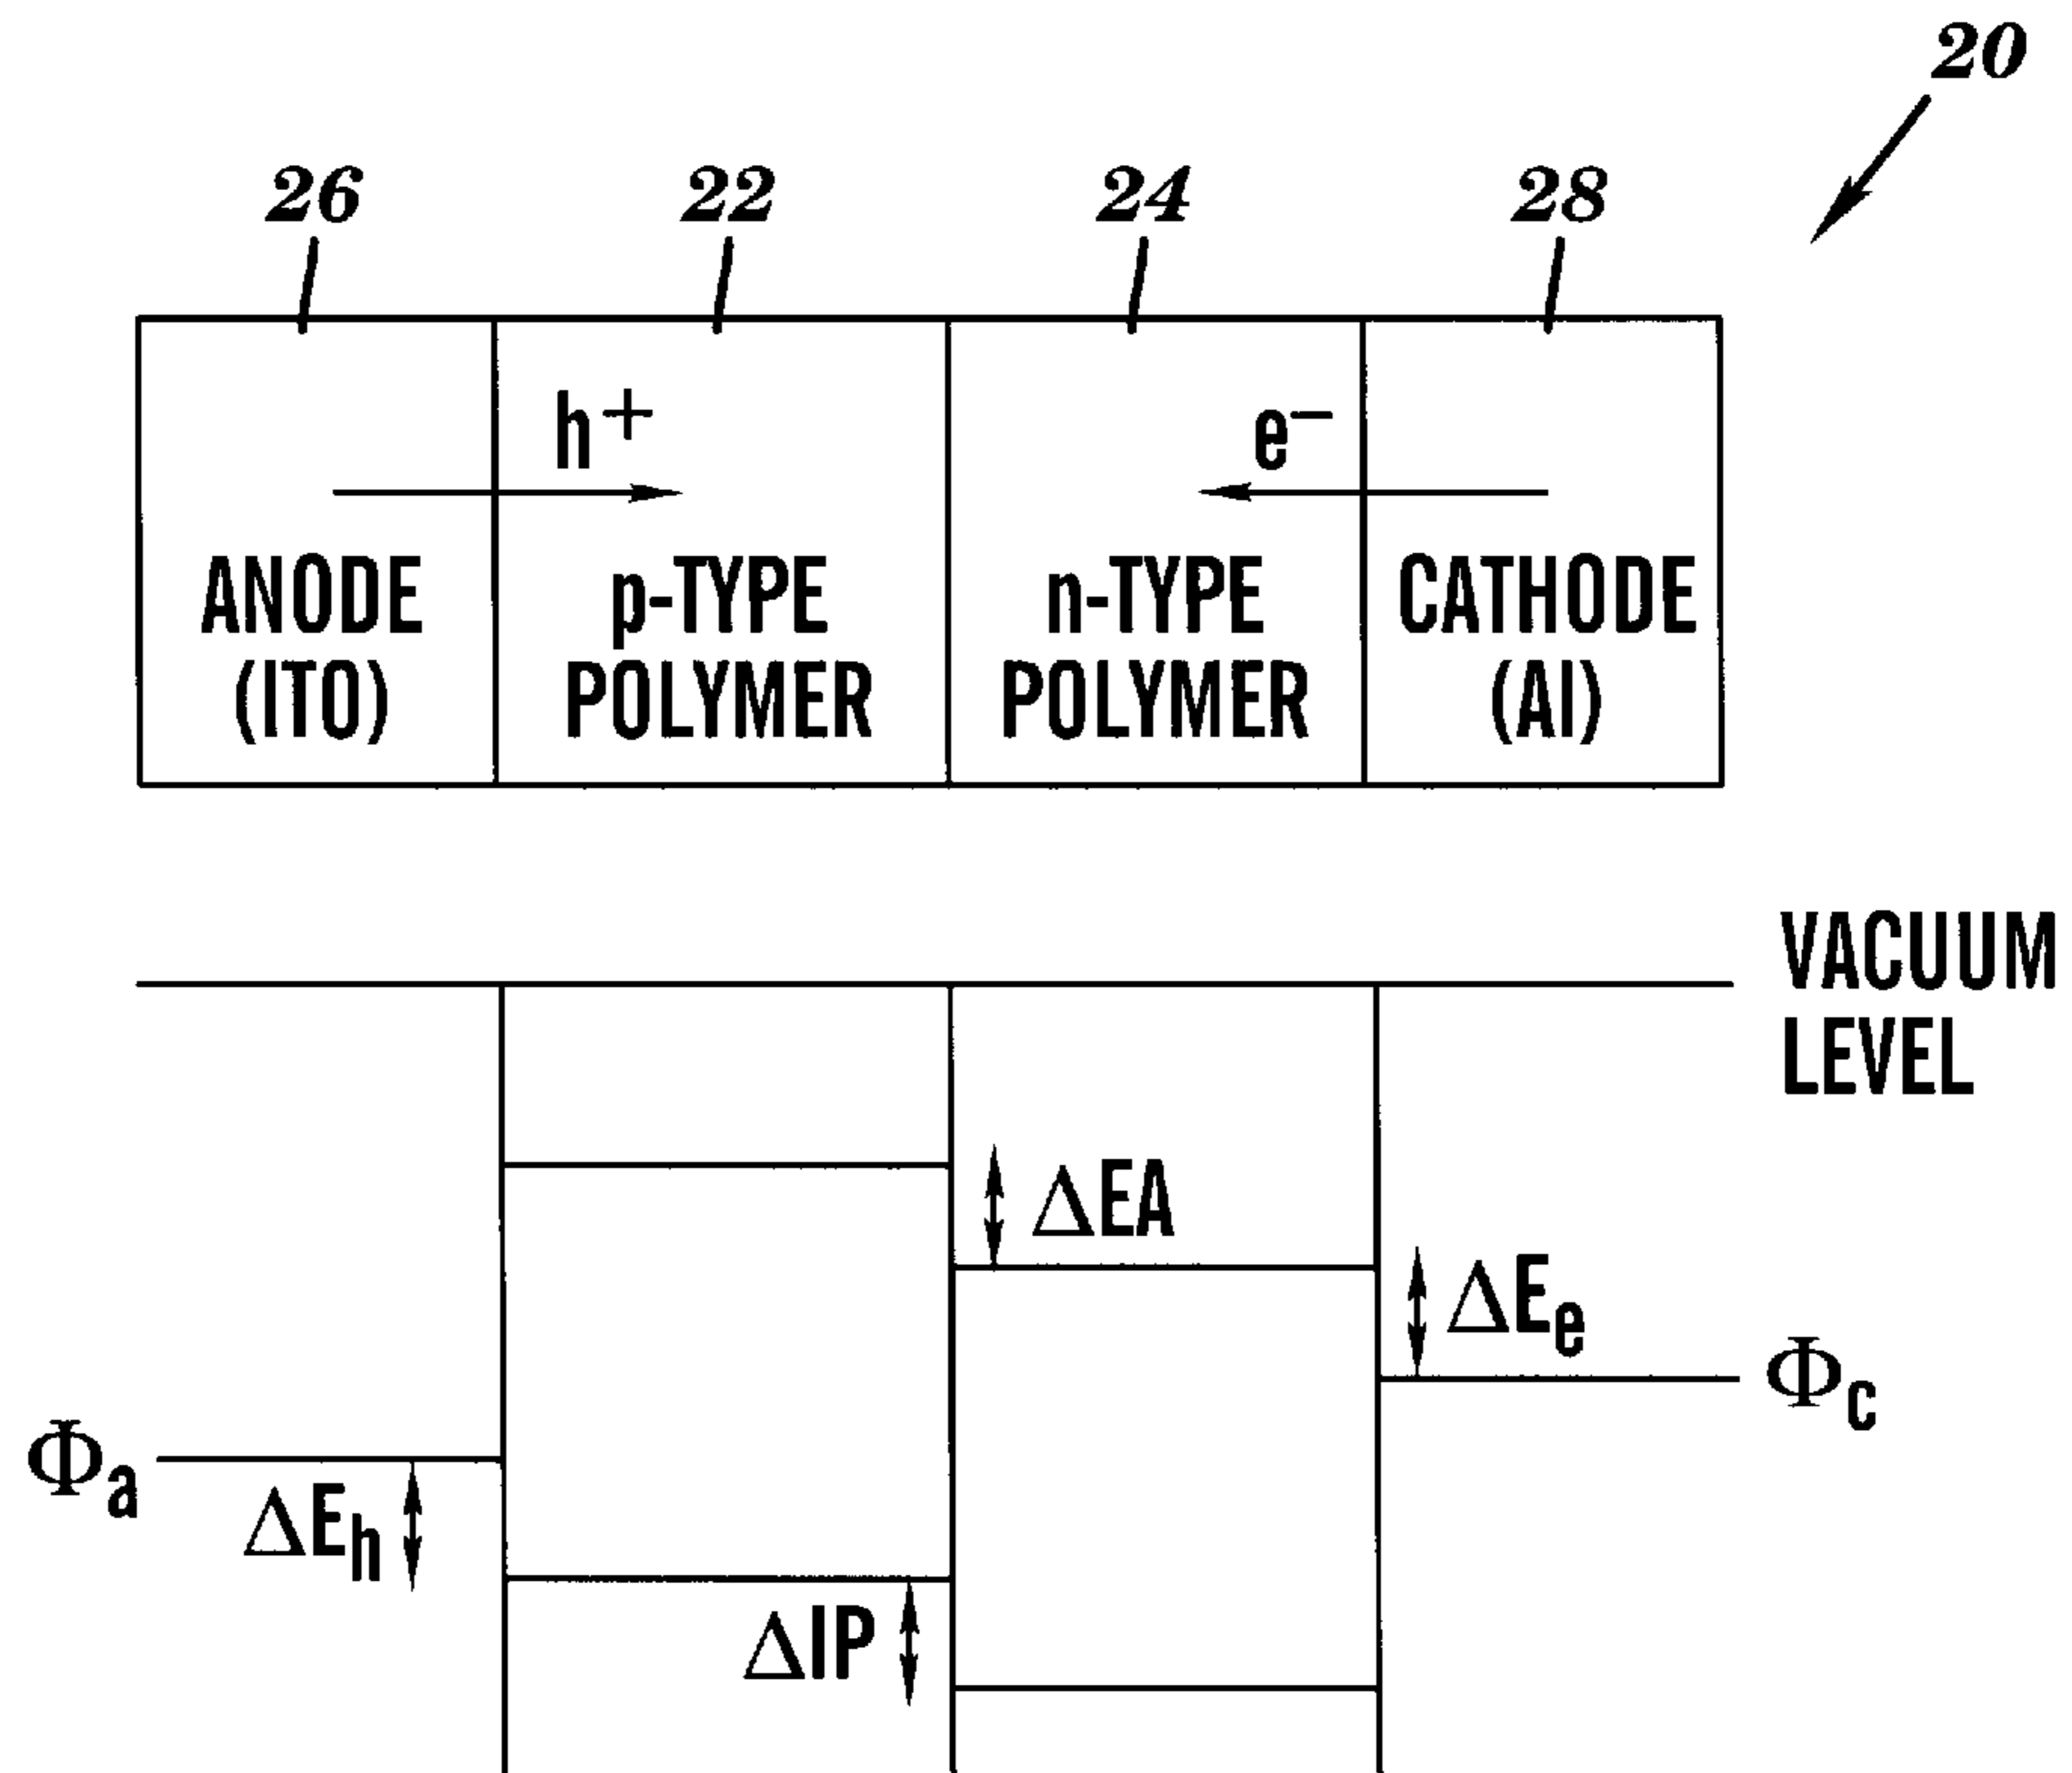 20
26
22
24
28
h+
e−
ANODE
(ITO)
p-TYPE
POLYMER
n-TYPE
POLYMER
CATHODE
(Al)
VACUUM
LEVEL
ΔEA
ΔEe
Φc
Φa
ΔEh
ΔIP